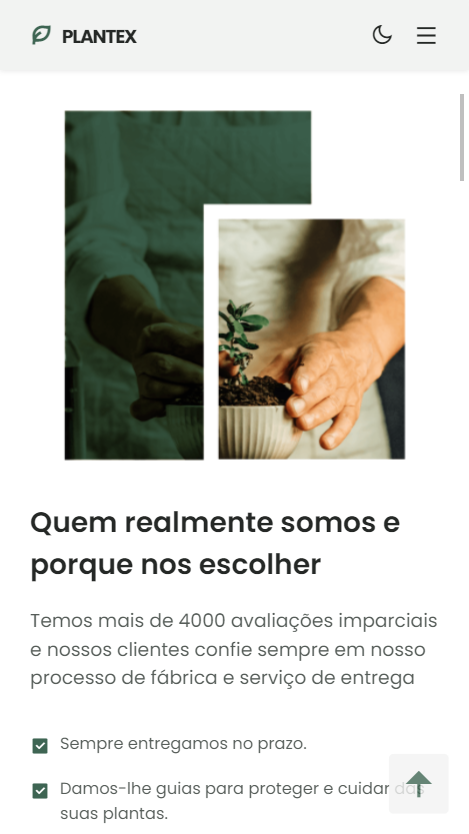 PLANTEX
Quem realmente somos e
porque nos escolher
Temos mais de 4000 avaliações imparciais
e nossos clientes confie sempre em nosso
processo de fábrica e serviço de entrega
Sempre entregamos no prazo.
Damos-lhe guias para proteger e cuidar das
suas plantas.